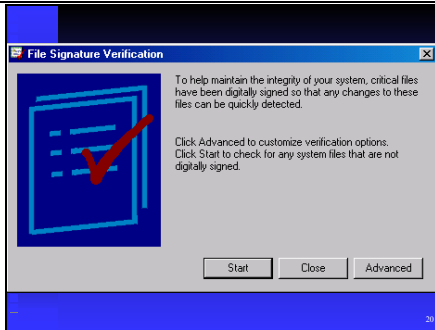 File Signature Verification
To help maintain the integrity of your system, critical files
have been digitally signed so that any changes to these
files can be quickly detected.
Click Advanced to customize verification options.
Click Start to check for any system files that are not
digitally signed.
Start Close Advanced
20